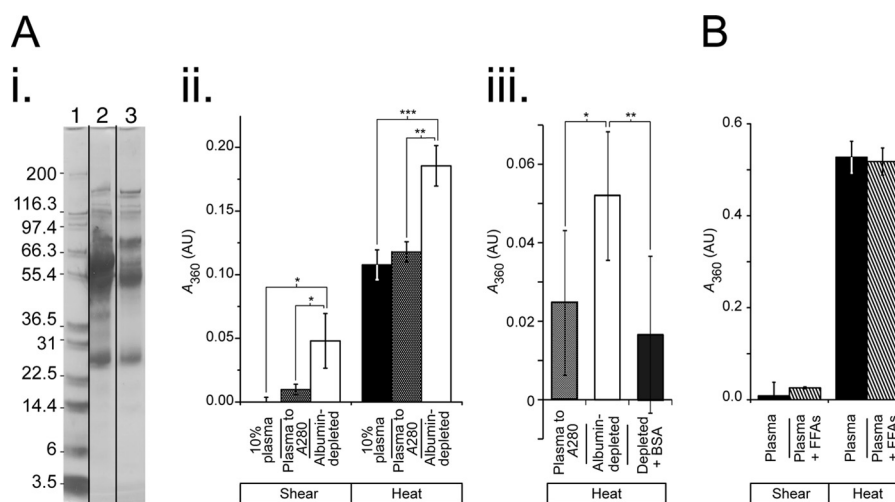 A
B
i.
ii.
iii.
1 2 3
200
116.3
97.4
66.3
55.4
36.5
31
22.5
14.4
6
3.5
A360 (AU)
0.20
0.15
0.10
0.05
0.00
*
*
***
**
10% plasma
Plasma to A280
Albumin-depleted
10% plasma
Plasma to A280
Albumin-depleted
Shear
Heat
A360 (AU)
0.06
0.04
0.02
0
*
**
Plasma to A280
Albumin-depleted
Depleted + BSA
Heat
A360 (AU)
0.6
0.4
0.2
0.0
Plasma
Plasma + FFAs
Plasma
Plasma + FFAs
Shear
Heat